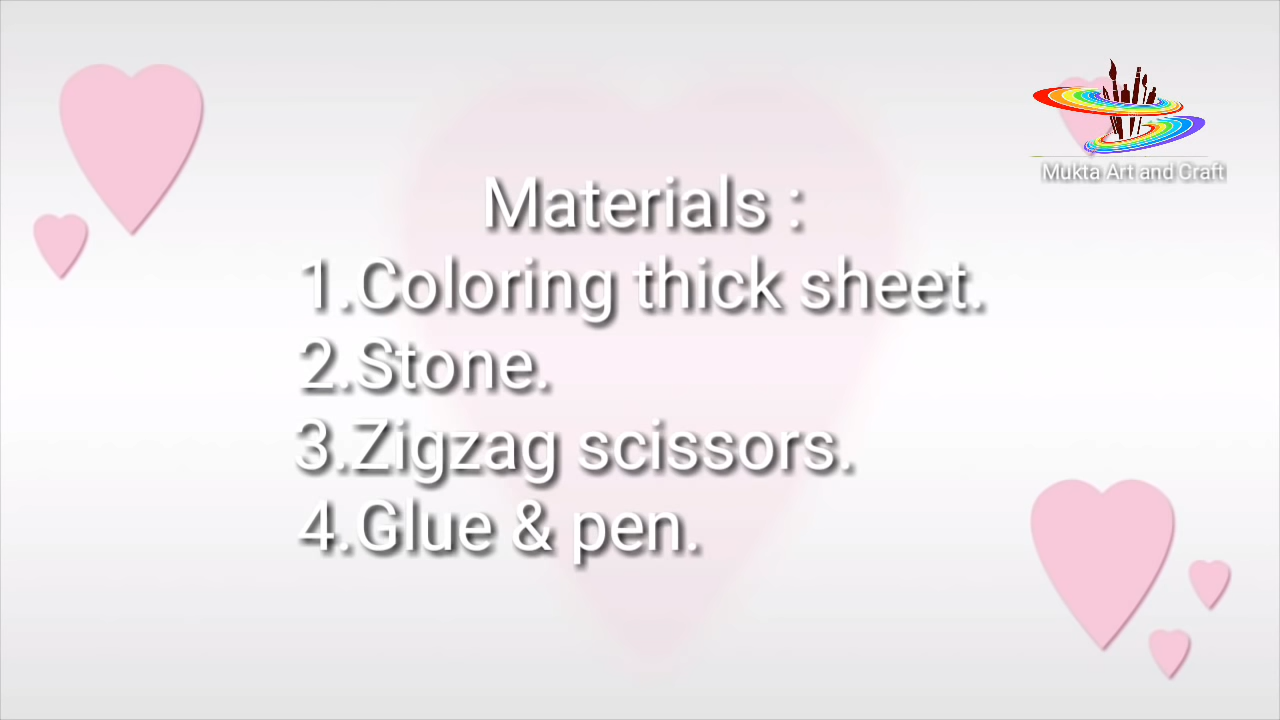 Mukta Art and Craft
Materials :
1.Coloring thick sheet.
2.Stone.
3.Zigzag scissors.
4.Glue & pen.